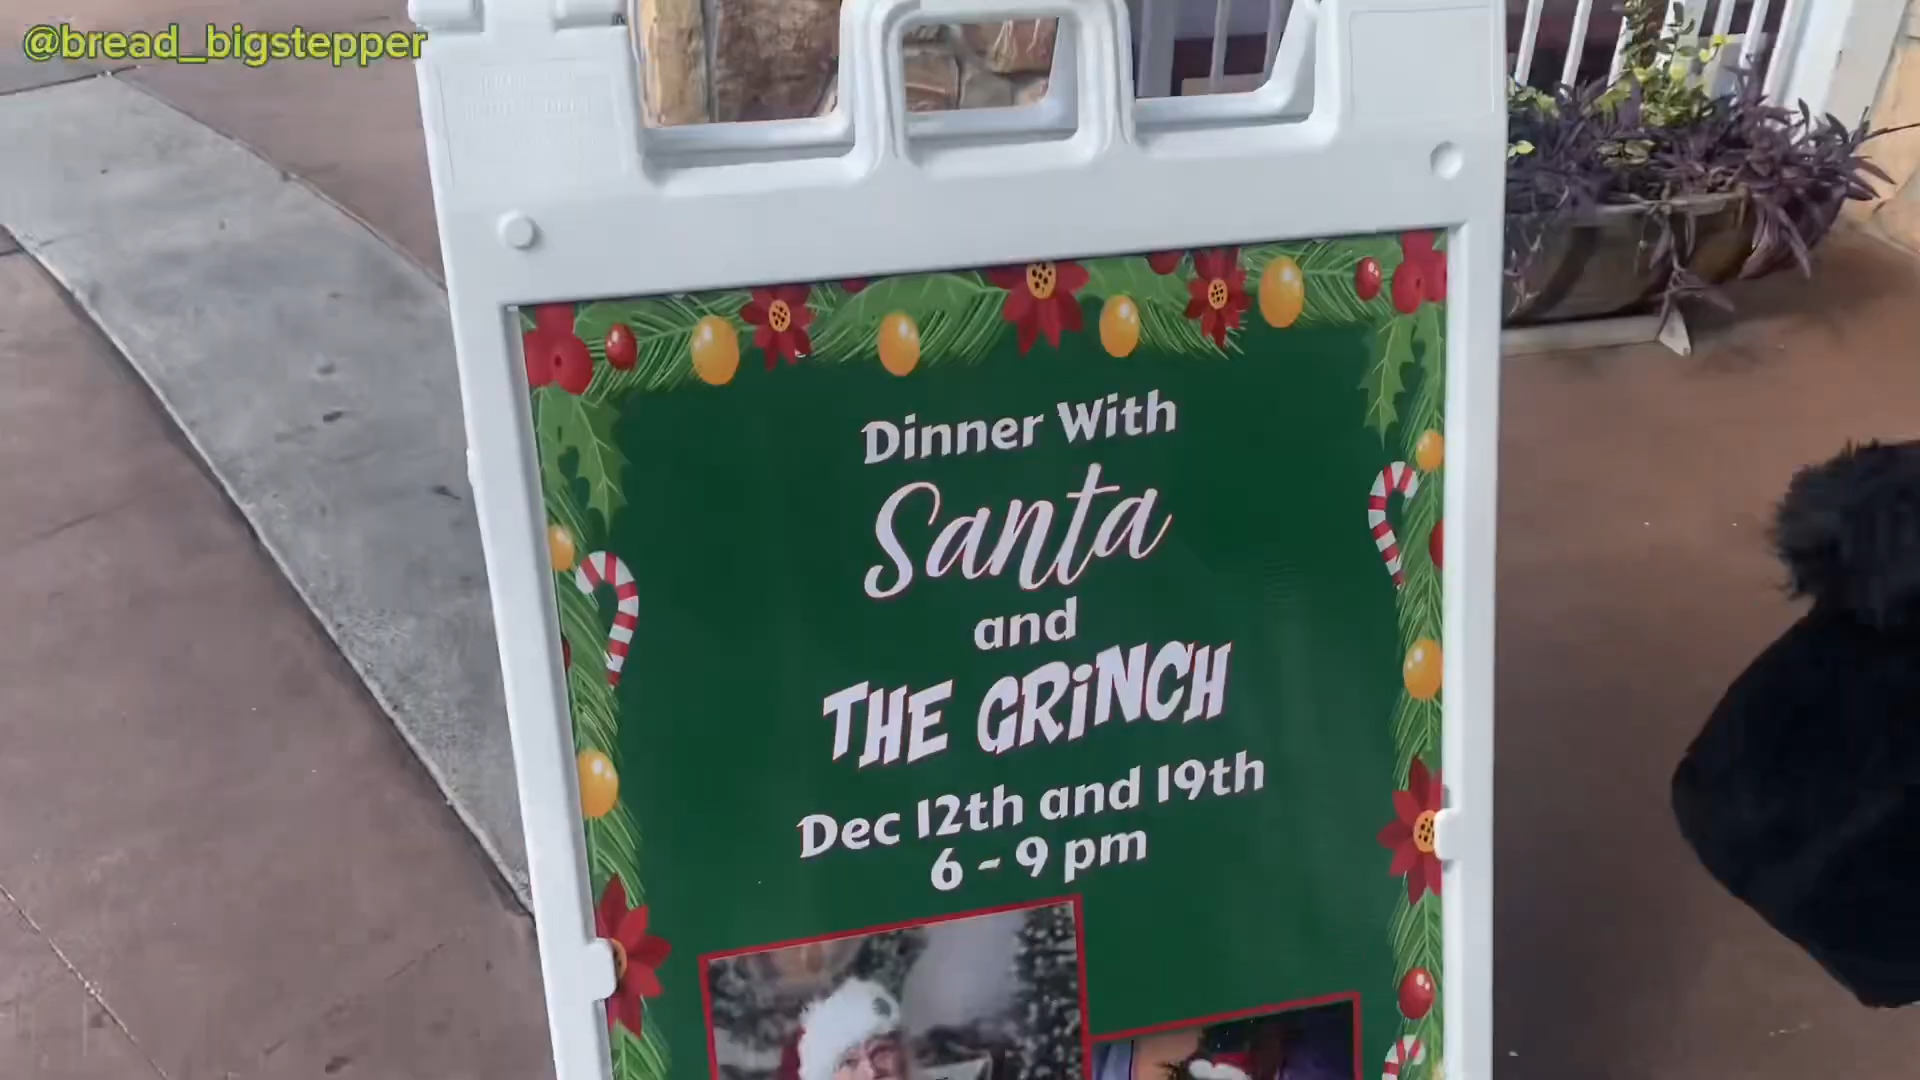 @bread_bigstepper
Dinner With
Santa
and
THE GRiNCH
Dec 12th and 19th
6 - 9 pm